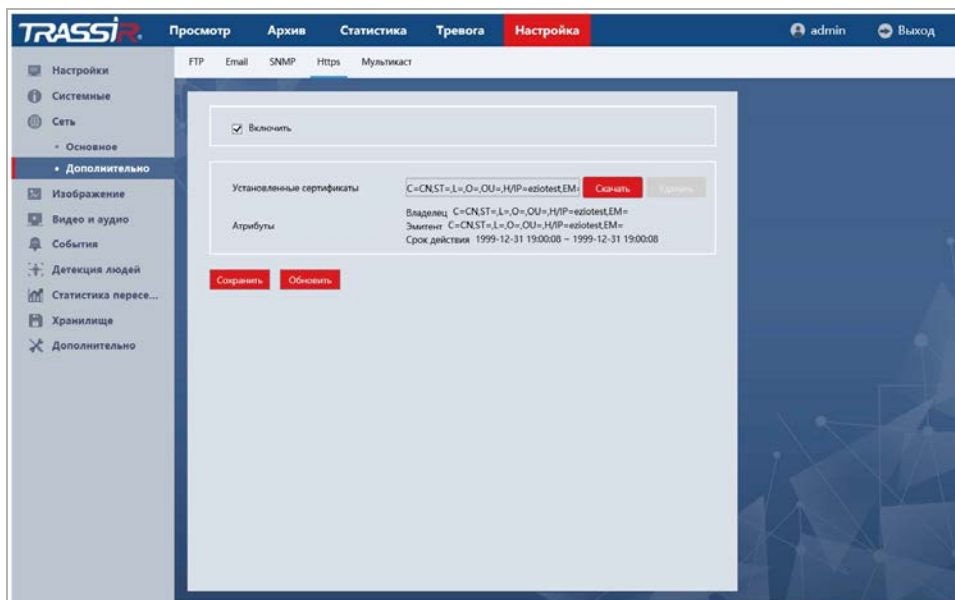 TRASSIR
Просмотр Архив Статистика Тревога Настройка admin Выход
FTP Email SNMP Https Мультикаст
Настройки
Системные
Сеть
Основное
Дополнительно
Изображение
Видео и аудио
События
Детекция людей
Статистика пересе...
Хранилище
Дополнительно
Включить
Установленные сертификаты C=CN,ST=,L=,O=,OU=,H/IP=eziotest,EM= Скачать Удалить
Атрибуты
Владелец C=CN,ST=,L=,O=,OU=,H/IP=eziotest,EM=
Эмитент C=CN,ST=,L=,O=,OU=,H/IP=eziotest,EM=
Срок действия 1999-12-31 19:00:08 ~ 1999-12-31 19:00:08
Сохранить Обновить